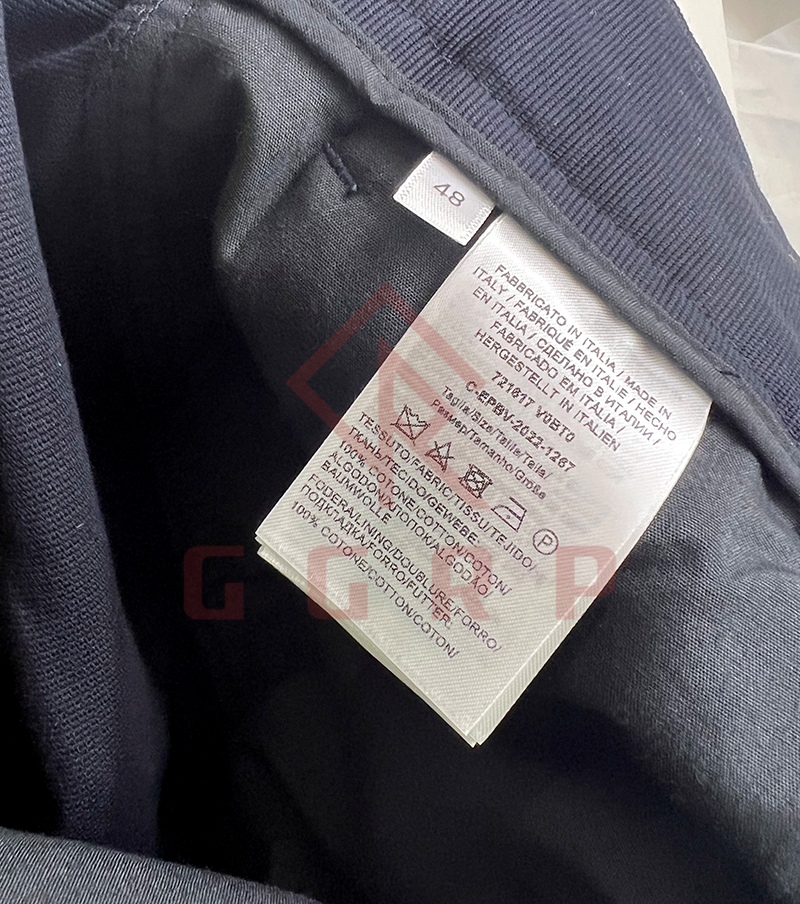 48
FABBRICATO IN ITALIA / MADE IN
ITALY / FABRIQUÉ EN ITALIE / HECHO
EN ITALIA / СДЕЛАНО В ИТАЛИИ /
FABRICADO EM ITALIA /
HERGESTELLT IN ITALIEN
721617 V0BT0
C-EPBV-2022-1267
Taglia/Size/Taille/Talla/
Размер/Tamanho/Größe
P
TESSUTO/FABRIC/TISSU/TEJIDO/
ТКАНЬ/TECIDO/GEWEBE:
100% COTONE/COTTON/COTON/
ALGODON/ХЛОПОК/ALGODÃO/
BAUMWOLLE
FODERA/LINING/DOUBLURE/FORRO/
ПОДКЛАДКА/FORRO/FUTTER:
100% COTONE/COTTON/COTON/
GGRP